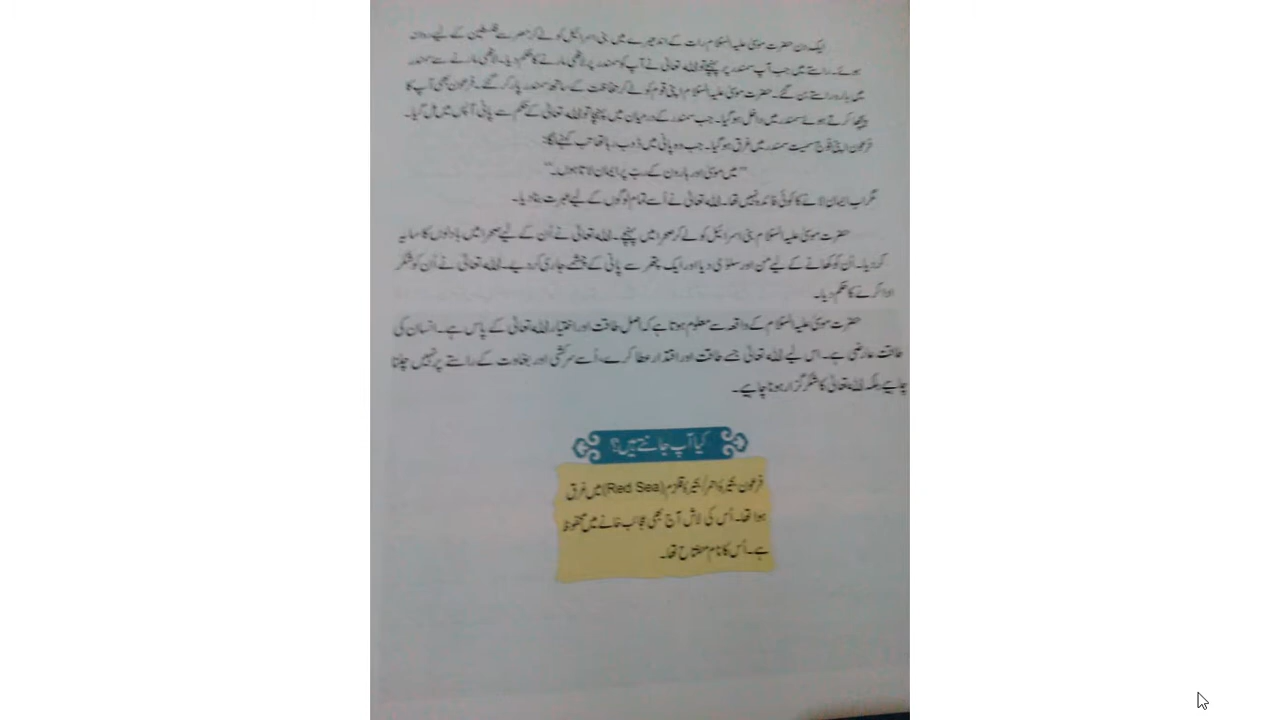 ایک دن حضرت موسیٰ علیہ السلام رات کے اندھیرے میں بنی اسرائیل کو لے کر مصر سے فلسطین کے لیے روانہ
ہوئے۔ راستے میں جب آپ سمندر پر پہنچے تو اللہ تعالیٰ نے آپ کو سمندر پر لاٹھی مارنے کا حکم دیا۔ لاٹھی مارنے سے سمندر
میں بارہ راستے بن گئے۔ حضرت موسیٰ علیہ السلام اپنی قوم کو لے کر حفاظت کے ساتھ سمندر پار کر گئے۔ فرعون بھی آپ کا
پیچھا کرتے ہوئے سمندر میں داخل ہو گیا۔ جب سمندر کے درمیان میں پہنچا تو اللہ تعالیٰ کے حکم سے پانی آپس میں مل گیا۔
فرعون اپنی فوج سمیت سمندر میں غرق ہو گیا۔ جب وہ پانی میں ڈوب رہا تھا تب کہنے لگا:
"میں موسیٰ اور ہارون کے رب پر ایمان لاتا ہوں۔"
مگر اب ایمان لانے کا کوئی فائدہ نہیں تھا۔ اللہ تعالیٰ نے اُسے تمام لوگوں کے لیے عبرت بنا دیا۔
حضرت موسیٰ علیہ السلام بنی اسرائیل کو لے کر صحرا میں پہنچے۔ اللہ تعالیٰ نے اُن کے لیے صحرا میں بادلوں کا سایہ
کر دیا۔ اُن کو کھانے کے لیے من اور سلویٰ دیا اور ایک پتھر سے پانی کے چشمے جاری کر دیے۔ اللہ تعالیٰ نے اُن کو شکر
ادا کرنے کا حکم دیا۔
حضرت موسیٰ علیہ السلام کے واقعہ سے معلوم ہوتا ہے کہ اصل طاقت اور اختیار اللہ تعالیٰ کے پاس ہے۔ انسان کی
طاقت عارضی ہے۔ اس لیے اللہ تعالیٰ جسے طاقت اور اقتدار عطا کرے، اُسے سرکشی اور بغاوت کے راستے پر نہیں چلنا
چاہیے بلکہ اللہ تعالیٰ کا شکر گزار ہونا چاہیے۔
کیا آپ جانتے ہیں؟
فرعون بحیرۂ احمر/بحیرۂ قلزم (Red Sea) میں غرق
ہوا تھا۔ اُس کی لاش آج بھی عجائب خانے میں محفوظ
ہے۔ اُس کا نام منفتاح تھا۔